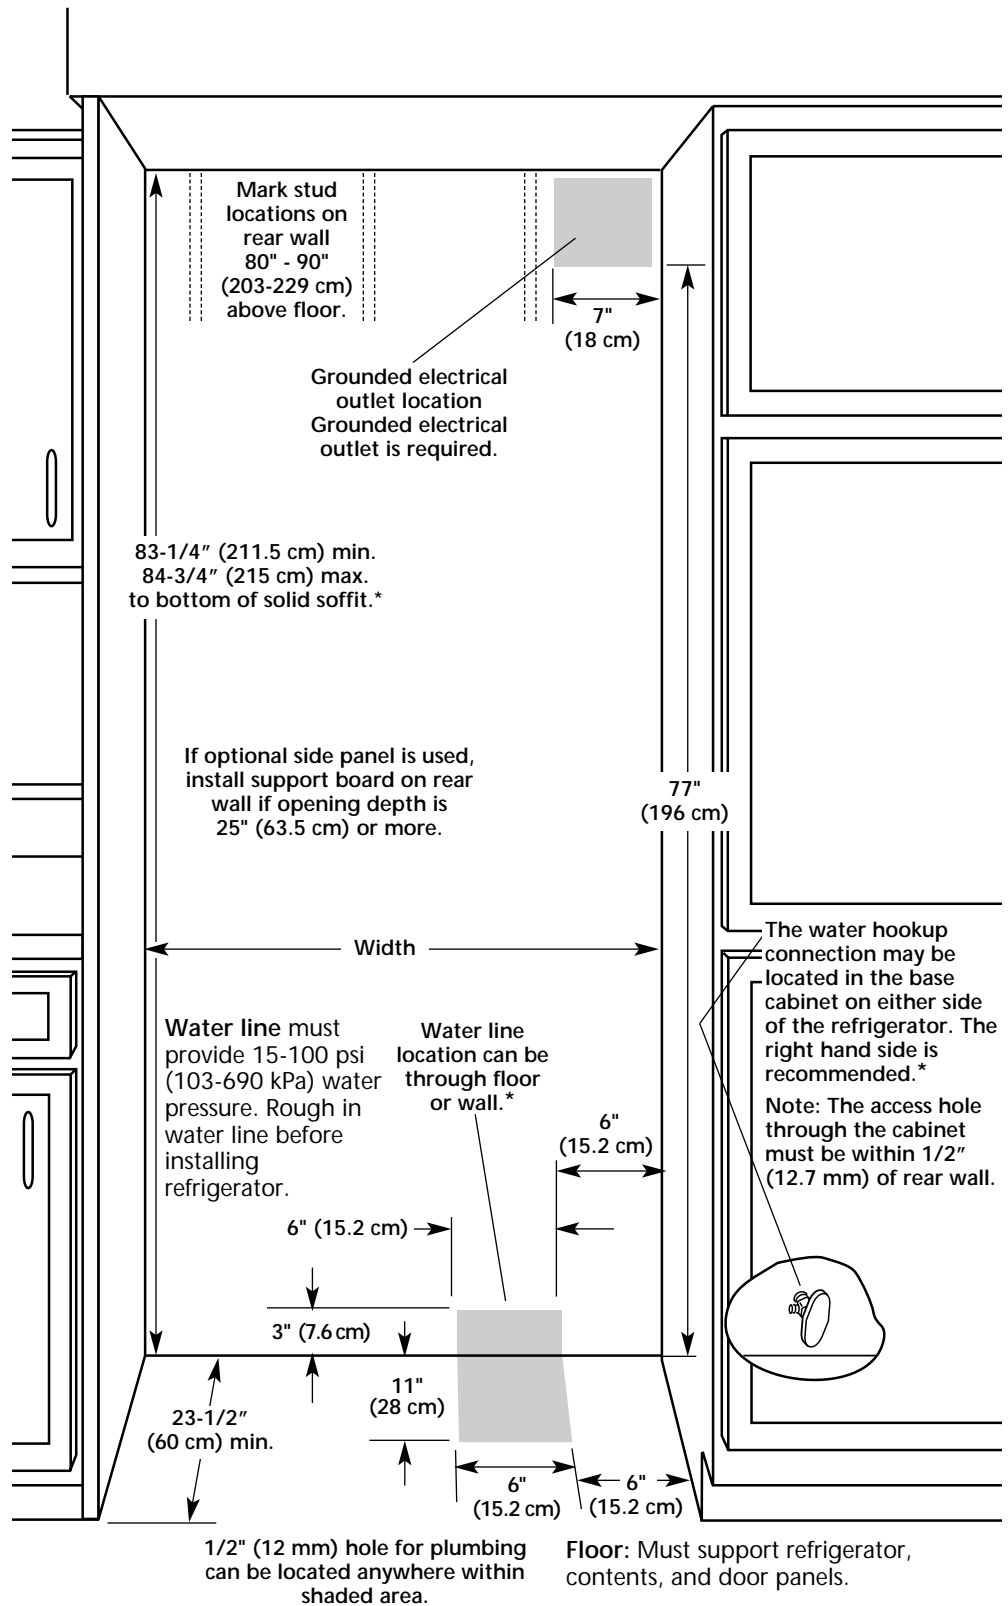 Mark stud
locations on
rear wall
80" - 90"
(203-229 cm)
above floor.
7"
(18 cm)
Grounded electrical
outlet location
Grounded electrical
outlet is required.
83-1/4” (211.5 cm) min.
84-3/4” (215 cm) max.
to bottom of solid soffit.*
If optional side panel is used,
install support board on rear
wall if opening depth is
25" (63.5 cm) or more.
77"
(196 cm)
Width
The water hookup
connection may be
located in the base
cabinet on either side
of the refrigerator. The
right hand side is
recommended.*
Note: The access hole
through the cabinet
must be within 1/2”
(12.7 mm) of rear wall.
Water line must
provide 15-100 psi
(103-690 kPa) water
pressure. Rough in
water line before
installing
refrigerator.
Water line
location can be
through floor
or wall.*
6"
(15.2 cm)
6" (15.2 cm)
3" (7.6 cm)
11"
(28 cm)
23-1/2”
(60 cm) min.
6"
(15.2 cm)
6"
(15.2 cm)
1/2" (12 mm) hole for plumbing
can be located anywhere within
shaded area.
Floor: Must support refrigerator,
contents, and door panels.